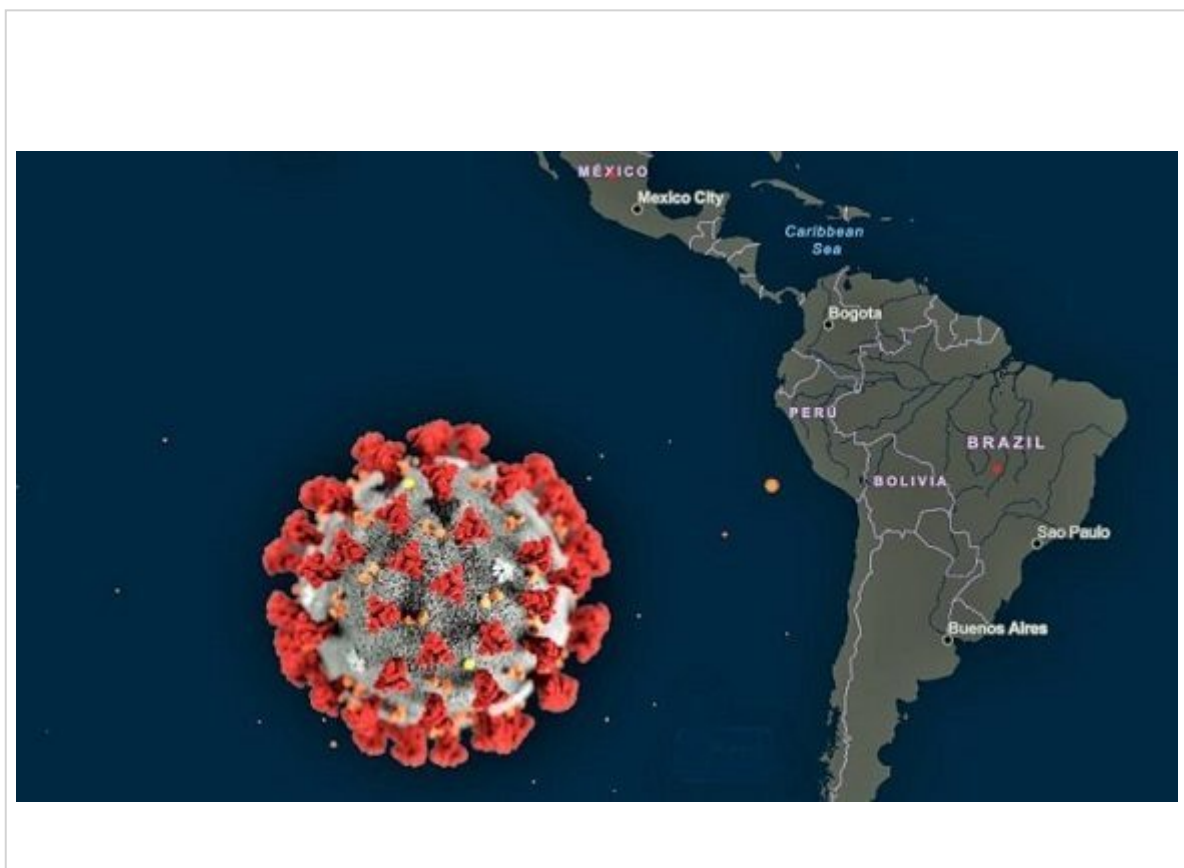 MÉXICO
Mexico City
Caribbean
Sea
Bogota
PERÚ
BRAZIL
BOLIVIA
Sao Paulo
Buenos Aires